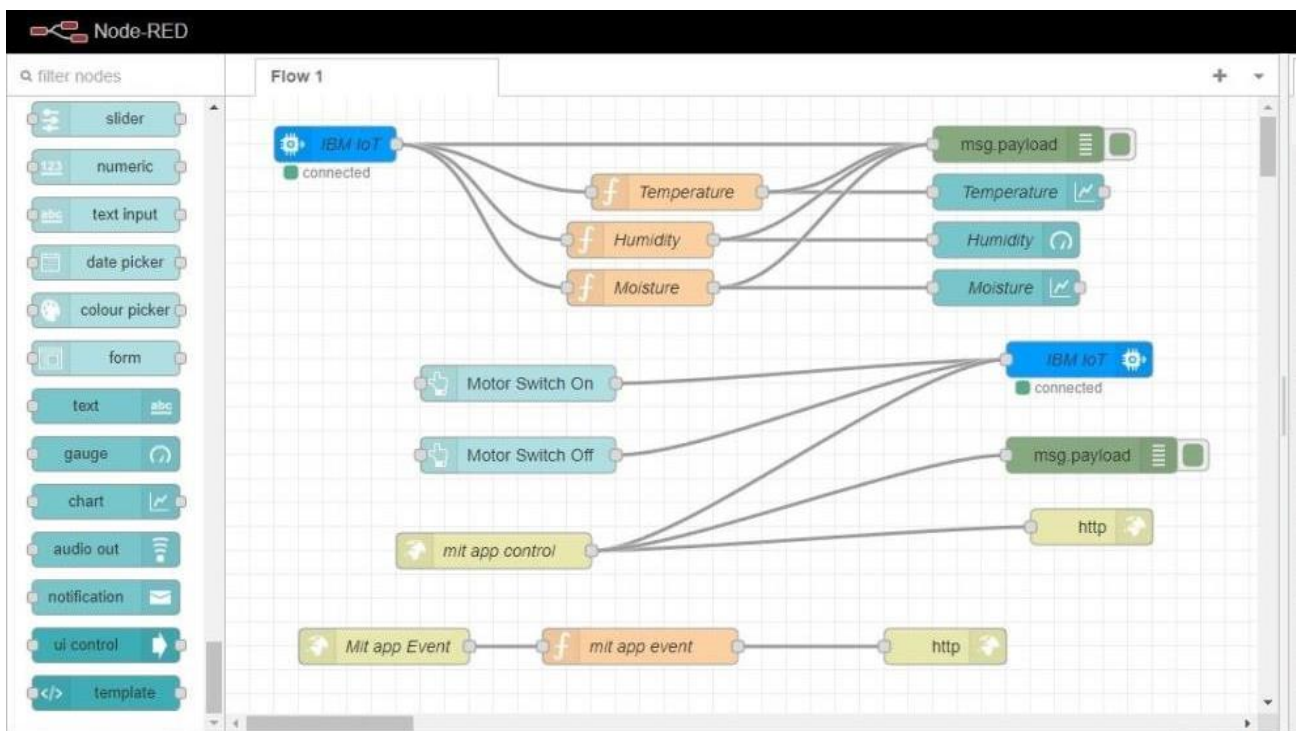 Node-RED
filter nodes
Flow 1
slider
numeric
text input
date picker
colour picker
form
text
gauge
chart
audio out
notification
ui control
template
IBM IoT
connected
msg.payload
Temperature
Temperature
Humidity
Humidity
Moisture
Moisture
Motor Switch On
IBM IoT
connected
Motor Switch Off
msg.payload
mit app control
http
Mit app Event
mit app event
http